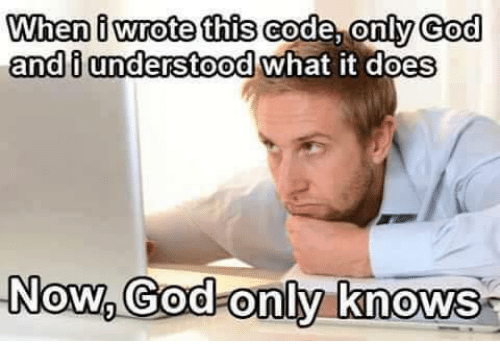 When i wrote this code, only God
and i understood what it does
Now, God only knows